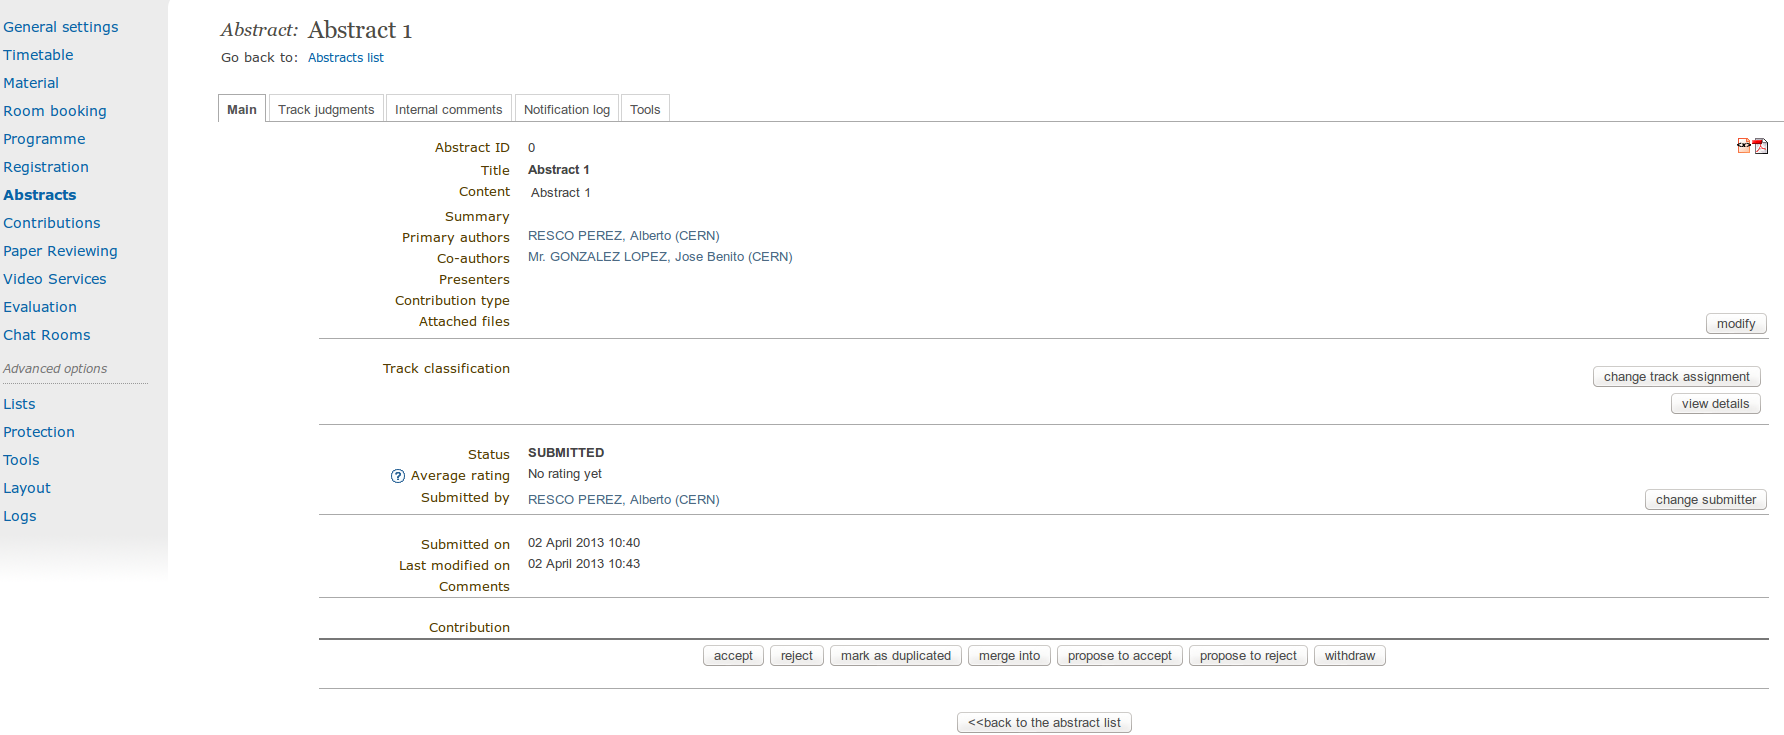 General settings
Timetable
Material
Room booking
Programme
Registration
Abstracts
Contributions
Paper Reviewing
Video Services
Evaluation
Chat Rooms
Advanced options
Lists
Protection
Tools
Layout
Logs
Abstract: Abstract 1
Go back to: Abstracts list
Main Track judgments Internal comments Notification log Tools
Abstract ID 0
Title Abstract 1
Content Abstract 1
Summary
Primary authors RESCO PEREZ, Alberto (CERN)
Co-authors Mr. GONZALEZ LOPEZ, Jose Benito (CERN)
Presenters
Contribution type
Attached files
modify
Track classification
change track assignment
view details
Status SUBMITTED
? Average rating No rating yet
Submitted by RESCO PEREZ, Alberto (CERN)
change submitter
Submitted on 02 April 2013 10:40
Last modified on 02 April 2013 10:43
Comments
Contribution
accept reject mark as duplicated merge into propose to accept propose to reject withdraw
<<back to the abstract list